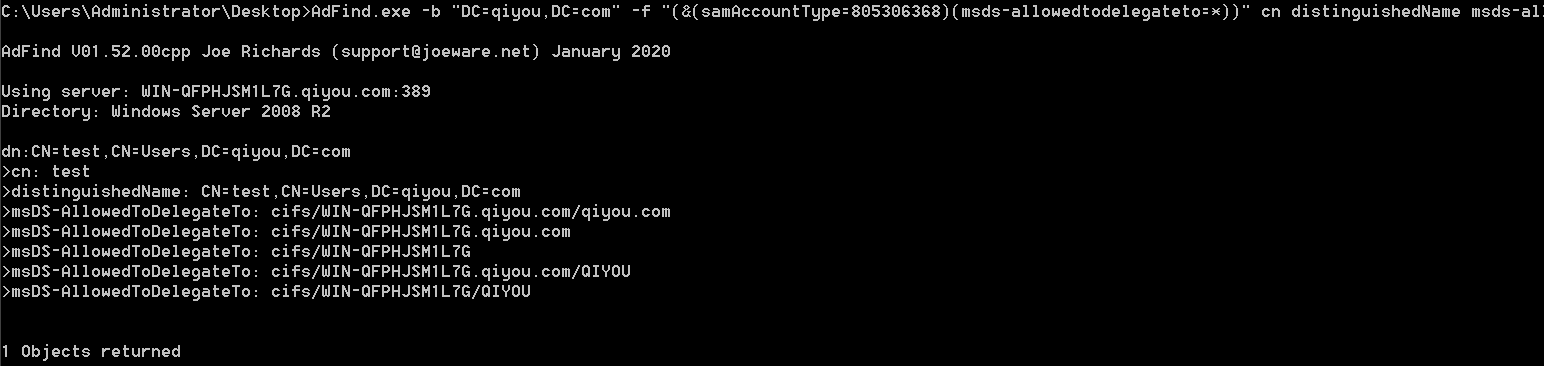 C:\Users\Administrator\Desktop>AdFind.exe -b "DC=qiyou,DC=com" -f "(&(samAccountType=805306368)(msds-allowedtodelegateto=*))" cn distinguishedName msds-al
AdFind V01.52.00cpp Joe Richards (support@joeware.net) January 2020
Using server: WIN-QFPHJSM1L7G.qiyou.com:389
Directory: Windows Server 2008 R2
dn:CN=test,CN=Users,DC=qiyou,DC=com
>cn: test
>distinguishedName: CN=test,CN=Users,DC=qiyou,DC=com
>msDS-AllowedToDelegateTo: cifs/WIN-QFPHJSM1L7G.qiyou.com/qiyou.com
>msDS-AllowedToDelegateTo: cifs/WIN-QFPHJSM1L7G.qiyou.com
>msDS-AllowedToDelegateTo: cifs/WIN-QFPHJSM1L7G
>msDS-AllowedToDelegateTo: cifs/WIN-QFPHJSM1L7G.qiyou.com/QIYOU
>msDS-AllowedToDelegateTo: cifs/WIN-QFPHJSM1L7G/QIYOU
1 Objects returned